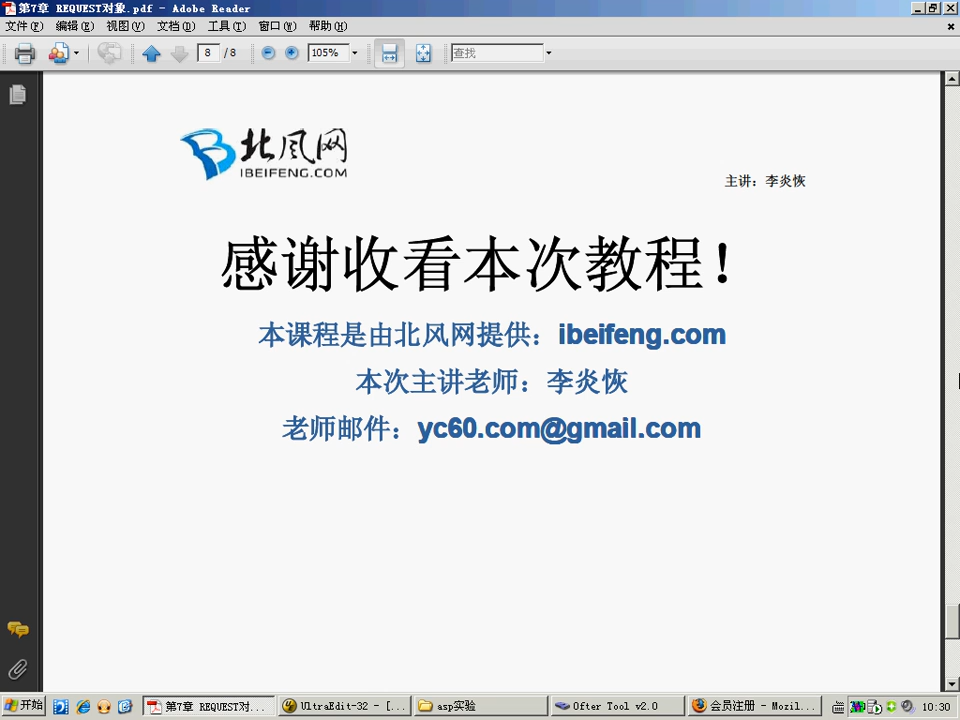 第7章 REQUEST对象.pdf - Adobe Reader
文件(F) 编辑(E) 视图(V) 文档(D) 工具(T) 窗口(W) 帮助(H)
8 / 8 105% 查找
北风网
IBEIFENG.COM
主讲：李炎恢
感谢收看本次教程！
本课程是由北风网提供：ibeifeng.com
本次主讲老师：李炎恢
老师邮件：yc60.com@gmail.com
开始 第7章 REQUEST对... UltraEdit-32 - [... asp实验 Ofter Tool v2.0 会员注册 - Mozil... 10:30